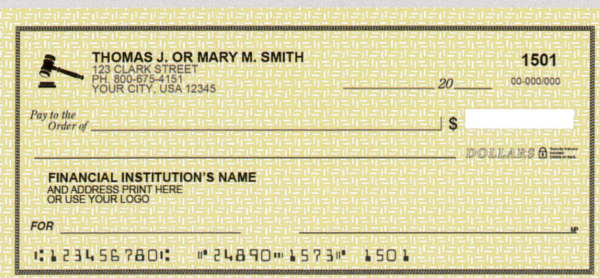 THOMAS J. OR MARY M. SMITH
1501
123 CLARK STREET
PH. 800-675-4151
YOUR CITY, USA 12345
20
00-000/000
Pay to the
Order of
$
DOLLARS
FINANCIAL INSTITUTION'S NAME
AND ADDRESS PRINT HERE
OR USE YOUR LOGO
FOR
MP
⑆123456780⑆ ⑈24890⑉1573⑈ 1501